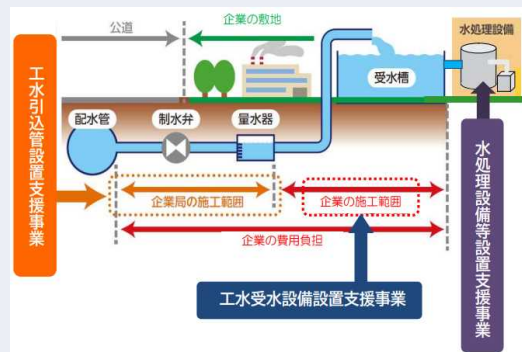 公道
企業の敷地
水処理設備
受水槽
配水管
制水弁
量水器
工水引込管設置支援事業
企業局の施工範囲
企業の施工範囲
企業の費用負担
工水受水設備設置支援事業
水処理設備等設置支援事業